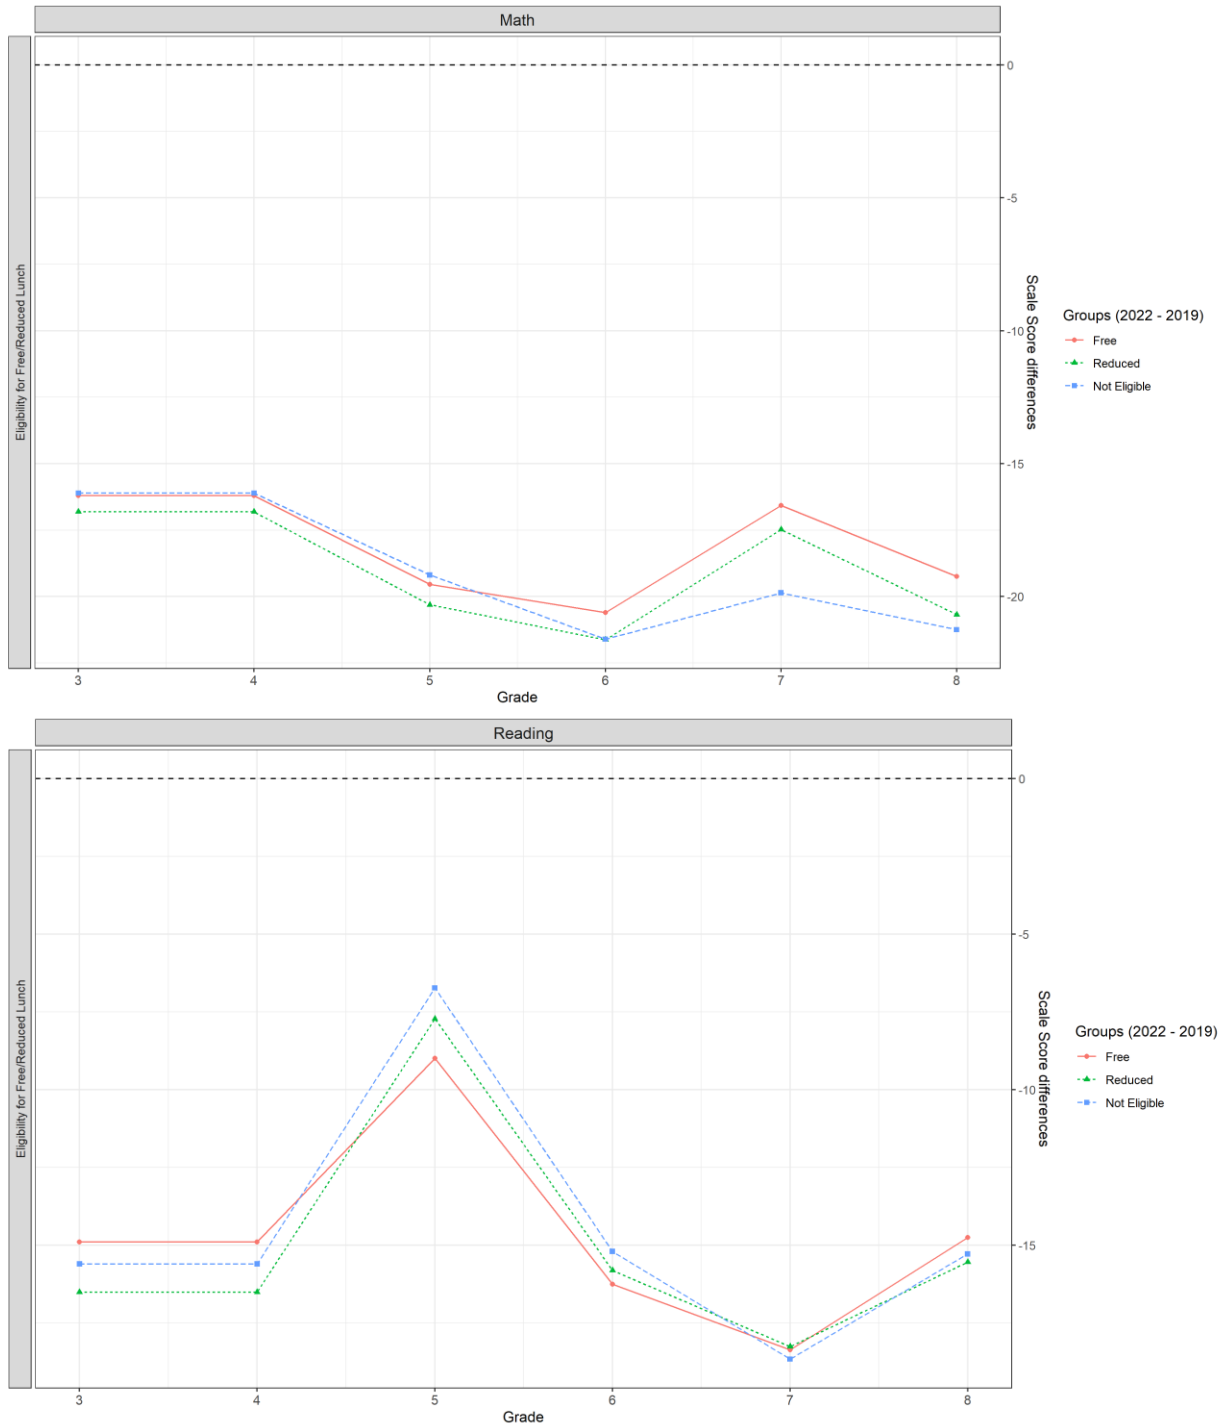 Math
Eligibility for Free/Reduced Lunch
0
-5
-10
-15
-20
Scale Score differences
3 4 5 6 7 8
Grade
Groups (2022 - 2019)
Free
Reduced
Not Eligible
Reading
Eligibility for Free/Reduced Lunch
0
-5
-10
-15
Scale Score differences
3 4 5 6 7 8
Grade
Groups (2022 - 2019)
Free
Reduced
Not Eligible